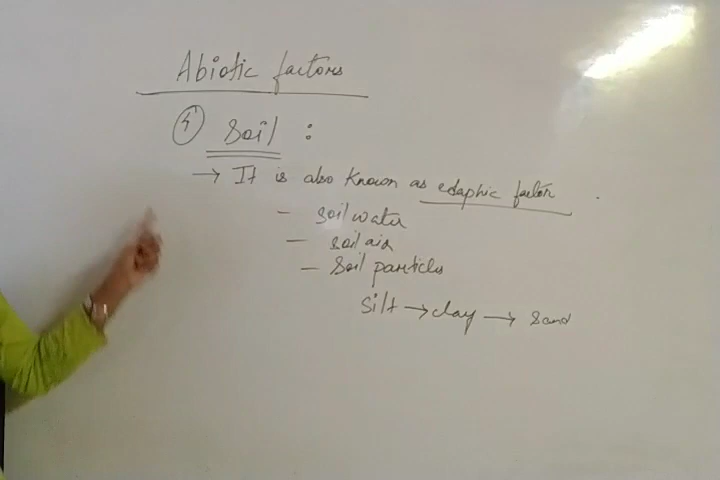 Abiotic factors
4 Soil :
→ It is also known as edaphic factor
- soil water
- soil air
- Soil particles
Silt → clay → Sand